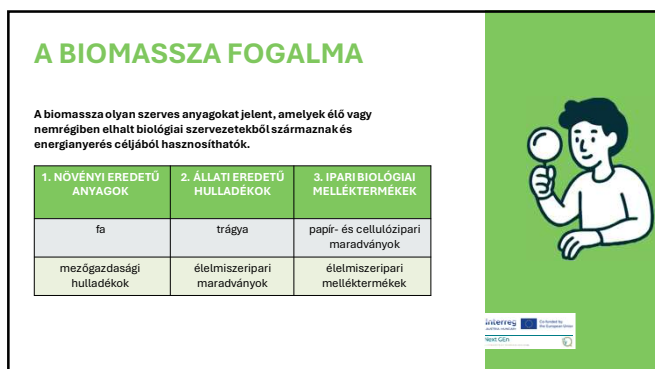 A BIOMASSZA FOGALMA
A biomassza olyan szerves anyagokat jelent, amelyek élő vagy
nemrégiben elhalt biológiai szervezetekből származnak és
energianyerés céljából hasznosíthatók.
1. NÖVÉNYI EREDETŰ
ANYAGOK
2. ÁLLATI EREDETŰ
HULLADÉKOK
3. IPARI BIOLÓGIAI
MELLÉKTERMÉKEK
fa
trágya
papír- és cellulózipari
maradványok
mezőgazdasági
hulladékok
élelmiszeripari
maradványok
élelmiszeripari
melléktermékek
Interreg
Co-funded by
the European Union
Next GEn